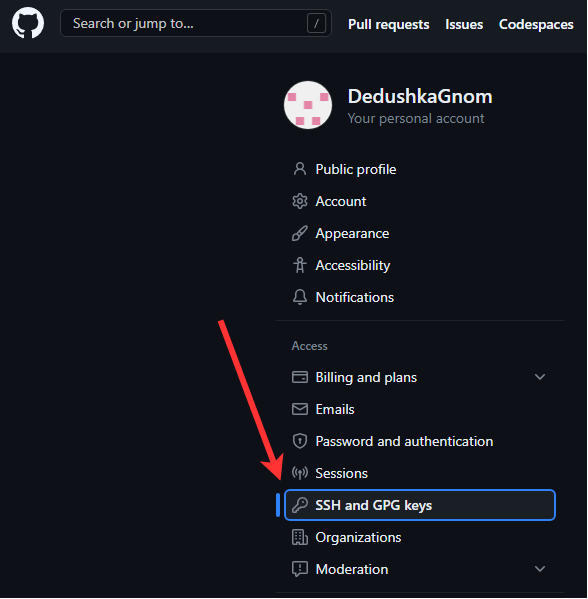 Search or jump to... /
Pull requests
Issues
Codespaces
DedushkaGnom
Your personal account
Public profile
Account
Appearance
Accessibility
Notifications
Access
Billing and plans
Emails
Password and authentication
Sessions
SSH and GPG keys
Organizations
Moderation